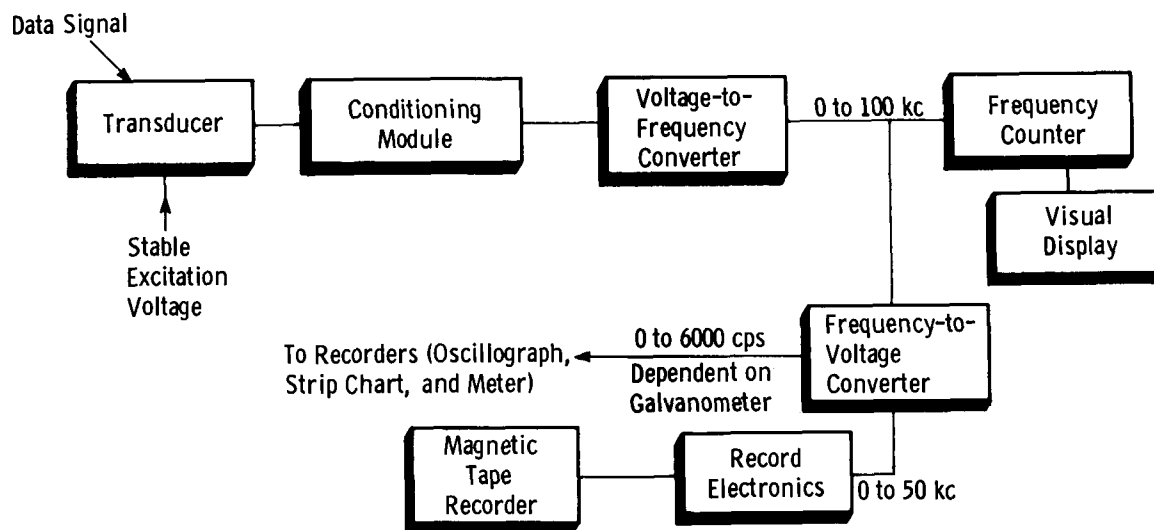 Data Signal
Transducer
Conditioning
Module
Voltage-to-
Frequency
Converter
0 to 100 kc
Frequency
Counter
Visual
Display
Stable
Excitation
Voltage
To Recorders (Oscillograph,
Strip Chart, and Meter)
0 to 6000 cps
Dependent on
Galvanometer
Frequency-to-
Voltage
Converter
Magnetic
Tape
Recorder
Record
Electronics
0 to 50 kc